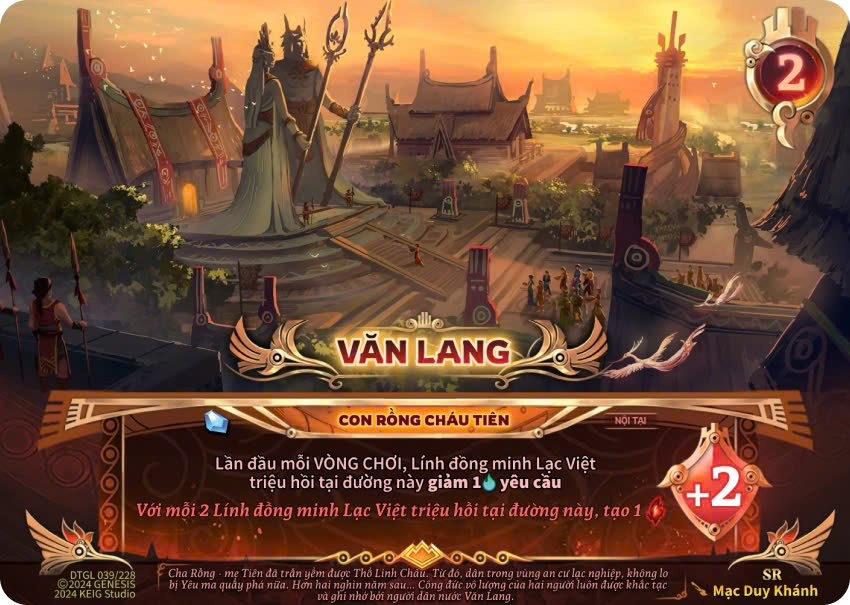 2
VĂN LANG
CON RỒNG CHÁU TIÊN
NỘI TẠI
Lần đầu mỗi VÒNG CHƠI, Lính đồng minh Lạc Việt
triệu hồi tại đường này giảm 1 yêu cầu
Với mỗi 2 Lính đồng minh Lạc Việt triệu hồi tại đường này, tạo 1
+2
DTGL 039/228
©2024 GENESIS
2024 KEIG Studio
Cha Rồng - mẹ Tiên đã trấn yểm được Thổ Linh Châu. Từ đó, dân trong vùng an cư lạc nghiệp, không lo
bị Yêu ma quấy phá nữa. Hơn hai nghìn năm sau... Công đức vô lượng của hai người luôn được khắc tạc
và ghi nhớ bởi người dân nước Văn Lang.
SR
Mạc Duy Khánh